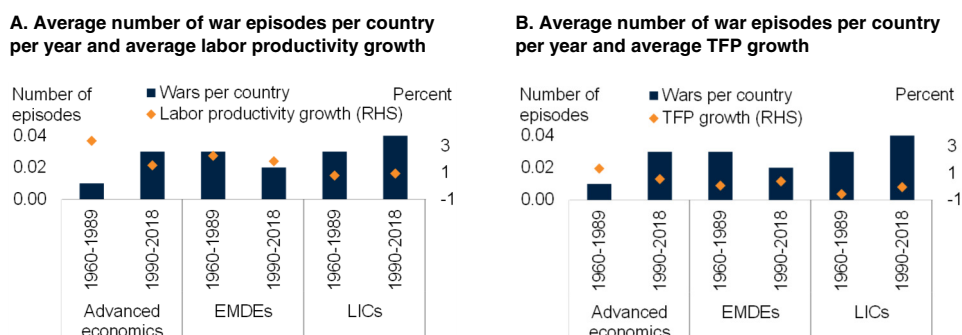 A. Average number of war episodes per country
per year and average labor productivity growth
Number of
episodes
Wars per country
Labor productivity growth (RHS)
Percent
0.04
0.02
0.00
3
1
-1
1960-1989
1990-2018
1960-1989
1990-2018
1960-1989
1990-2018
Advanced
economics
EMDEs
LICs
B. Average number of war episodes per country
per year and average TFP growth
Number of
episodes
Wars per country
TFP growth (RHS)
Percent
0.04
0.02
0.00
3
1
-1
1960-1989
1990-2018
1960-1989
1990-2018
1960-1989
1990-2018
Advanced
economics
EMDEs
LICs